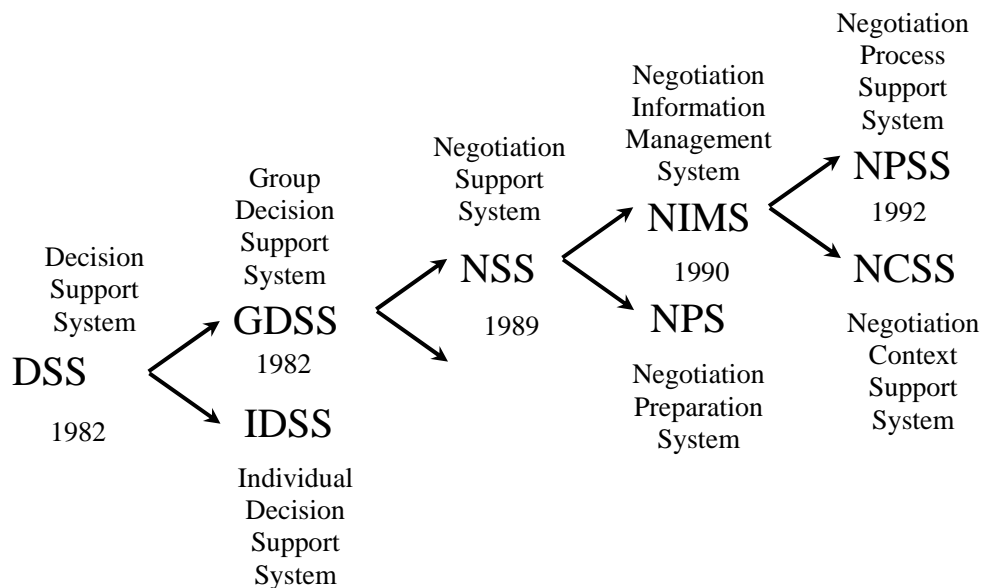 Decision
Support
System
DSS
1982
Group
Decision
Support
System
GDSS
1982
IDSS
Individual
Decision
Support
System
Negotiation
Support
System
NSS
1989
Negotiation
Information
Management
System
NIMS
1990
NPS
Negotiation
Preparation
System
Negotiation
Process
Support
System
NPSS
1992
NCSS
Negotiation
Context
Support
System